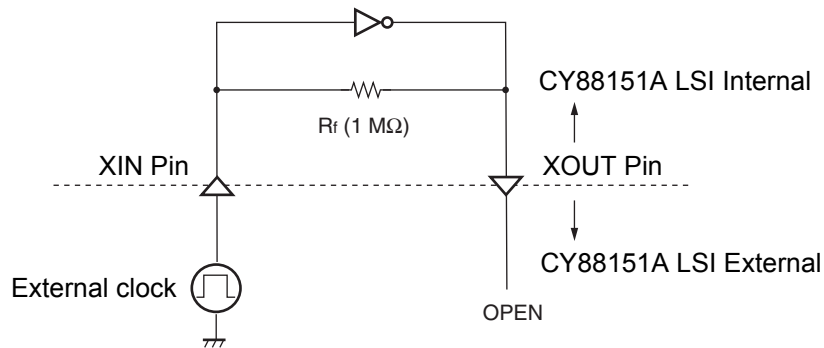 CY88151A LSI Internal
Rf (1 MΩ)
XIN Pin
XOUT Pin
CY88151A LSI External
External clock
OPEN